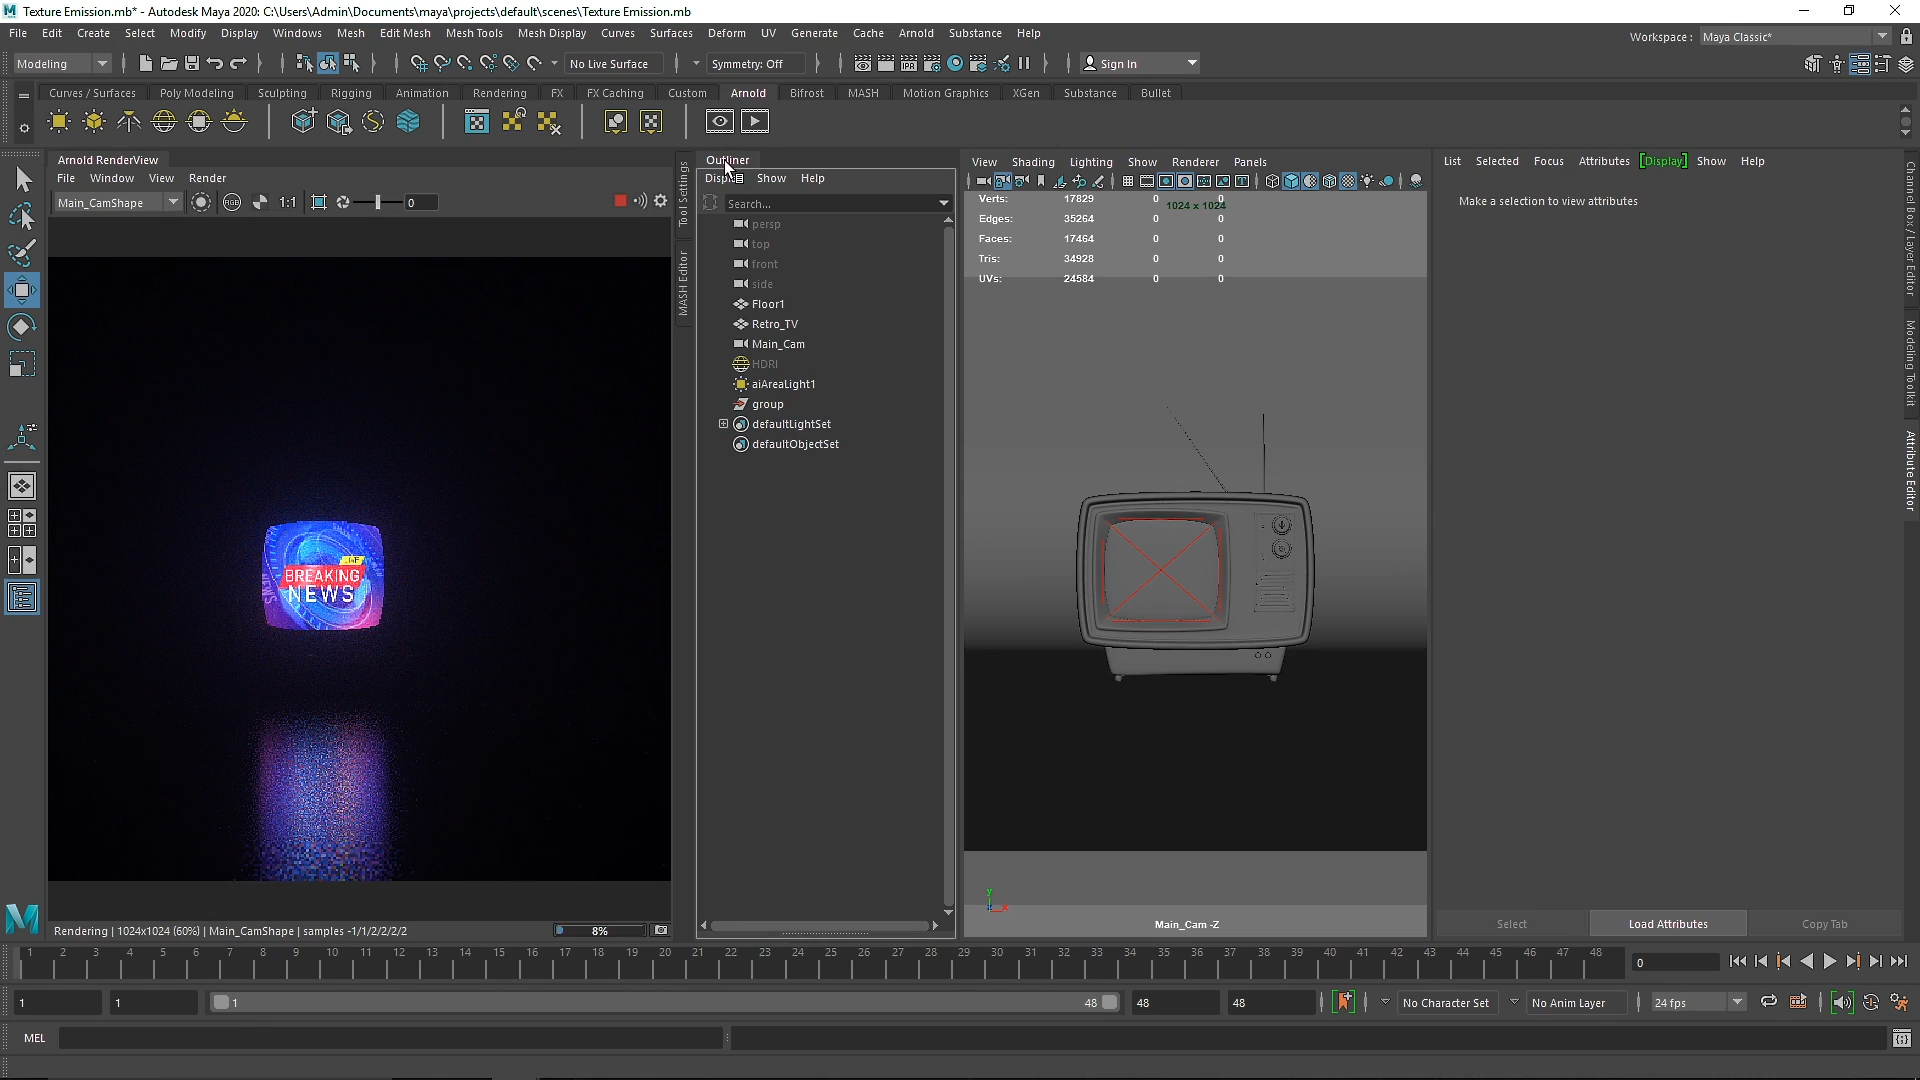 Texture Emission.mb* - Autodesk Maya 2020: C:\Users\Admin\Documents\maya\projects\default\scenes\Texture Emission.mb
File Edit Create Select Modify Display Windows Mesh Edit Mesh Mesh Tools Mesh Display Curves Surfaces Deform UV Generate Cache Arnold Substance Help
Workspace : Maya Classic*
Modeling No Live Surface Symmetry: Off IPR Sign In
Curves / Surfaces Poly Modeling Sculpting Rigging Animation Rendering FX FX Caching Custom Arnold Bifrost MASH Motion Graphics XGen Substance Bullet
Arnold RenderView
File Window View Render
Main_CamShape RGB 1:1 0
BREAKING
NEWS
Rendering | 1024x1024 (60%) | Main_CamShape | samples -1/1/2/2/2/2
8%
Tool Settings
MASH Editor
Outliner
Show Help
Search...
persp
top
front
side
Floor1
Retro_TV
Main_Cam
HDRI
aiAreaLight1
group
defaultLightSet
defaultObjectSet
View Shading Lighting Show Renderer Panels
Verts: 17829 0 0
1024 x 1024
Edges: 35264 0 0
Faces: 17464 0 0
Tris: 34928 0 0
UVs: 24584 0 0
y
x
Main_Cam -Z
List Selected Focus Attributes [Display] Show Help
Make a selection to view attributes
Select Load Attributes Copy Tab
Channel Box / Layer Editor
Modeling Toolkit
Attribute Editor
1 2 3 4 5 6 7 8 9 10 11 12 13 14 15 16 17 18 19 20 21 22 23 24 25 26 27 28 29 30 31 32 33 34 35 36 37 38 39 40 41 42 43 44 45 46 47 48
0
1 1 1 48 48 48 No Character Set No Anim Layer 24 fps
MEL